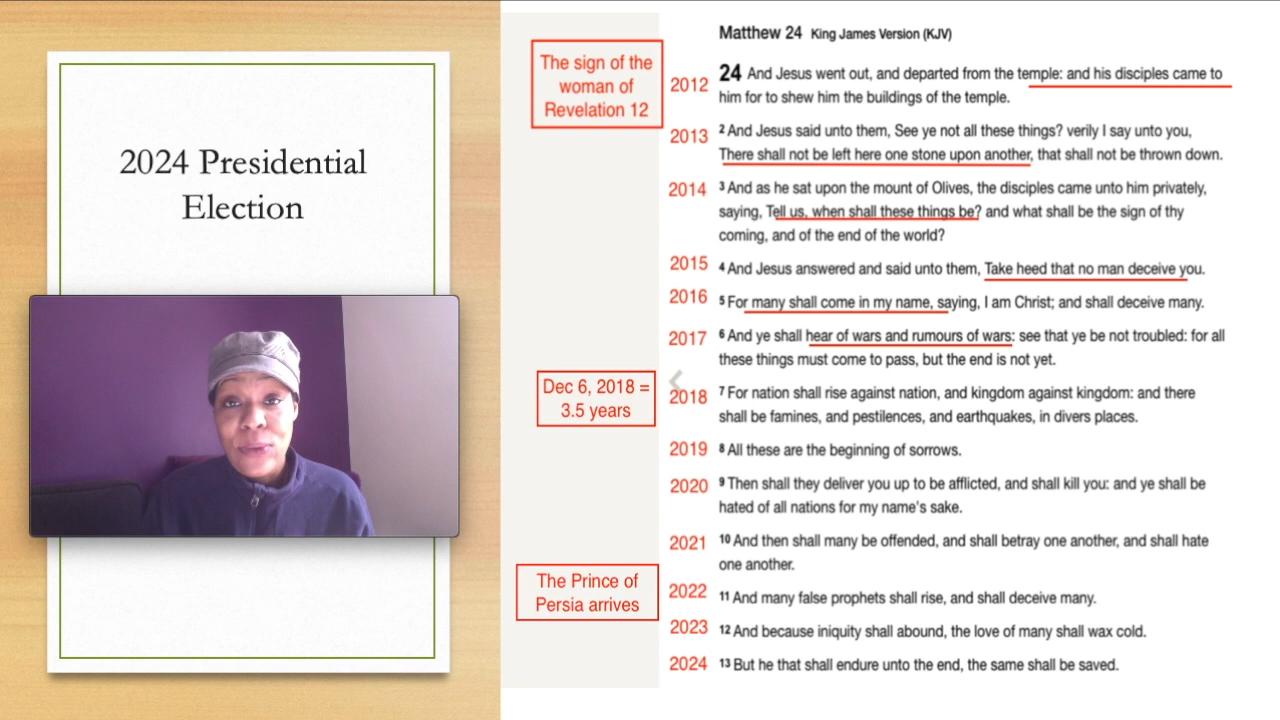 2024 Presidential
Election
The sign of the
woman of
Revelation 12
Dec 6, 2018 =
3.5 years
The Prince of
Persia arrives
Matthew 24 King James Version (KJV)
2012 24 And Jesus went out, and departed from the temple: and his disciples came to
him for to shew him the buildings of the temple.
2013 2 And Jesus said unto them, See ye not all these things? verily I say unto you,
There shall not be left here one stone upon another, that shall not be thrown down.
2014 3 And as he sat upon the mount of Olives, the disciples came unto him privately,
saying, Tell us, when shall these things be? and what shall be the sign of thy
coming, and of the end of the world?
2015 4 And Jesus answered and said unto them, Take heed that no man deceive you.
2016 5 For many shall come in my name, saying, I am Christ; and shall deceive many.
2017 6 And ye shall hear of wars and rumours of wars: see that ye be not troubled: for all
these things must come to pass, but the end is not yet.
2018 7 For nation shall rise against nation, and kingdom against kingdom: and there
shall be famines, and pestilences, and earthquakes, in divers places.
2019 8 All these are the beginning of sorrows.
2020 9 Then shall they deliver you up to be afflicted, and shall kill you: and ye shall be
hated of all nations for my name's sake.
2021 10 And then shall many be offended, and shall betray one another, and shall hate
one another.
2022 11 And many false prophets shall rise, and shall deceive many.
2023 12 And because iniquity shall abound, the love of many shall wax cold.
2024 13 But he that shall endure unto the end, the same shall be saved.